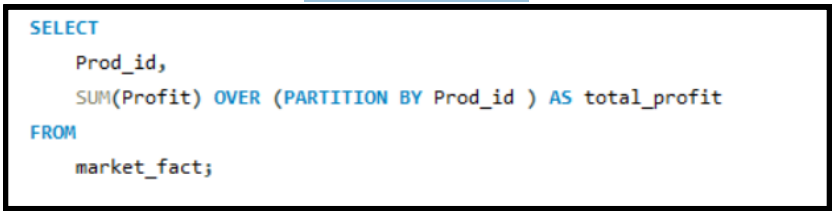 SELECT
Prod_id,
SUM(Profit) OVER (PARTITION BY Prod_id ) AS total_profit
FROM
market_fact;